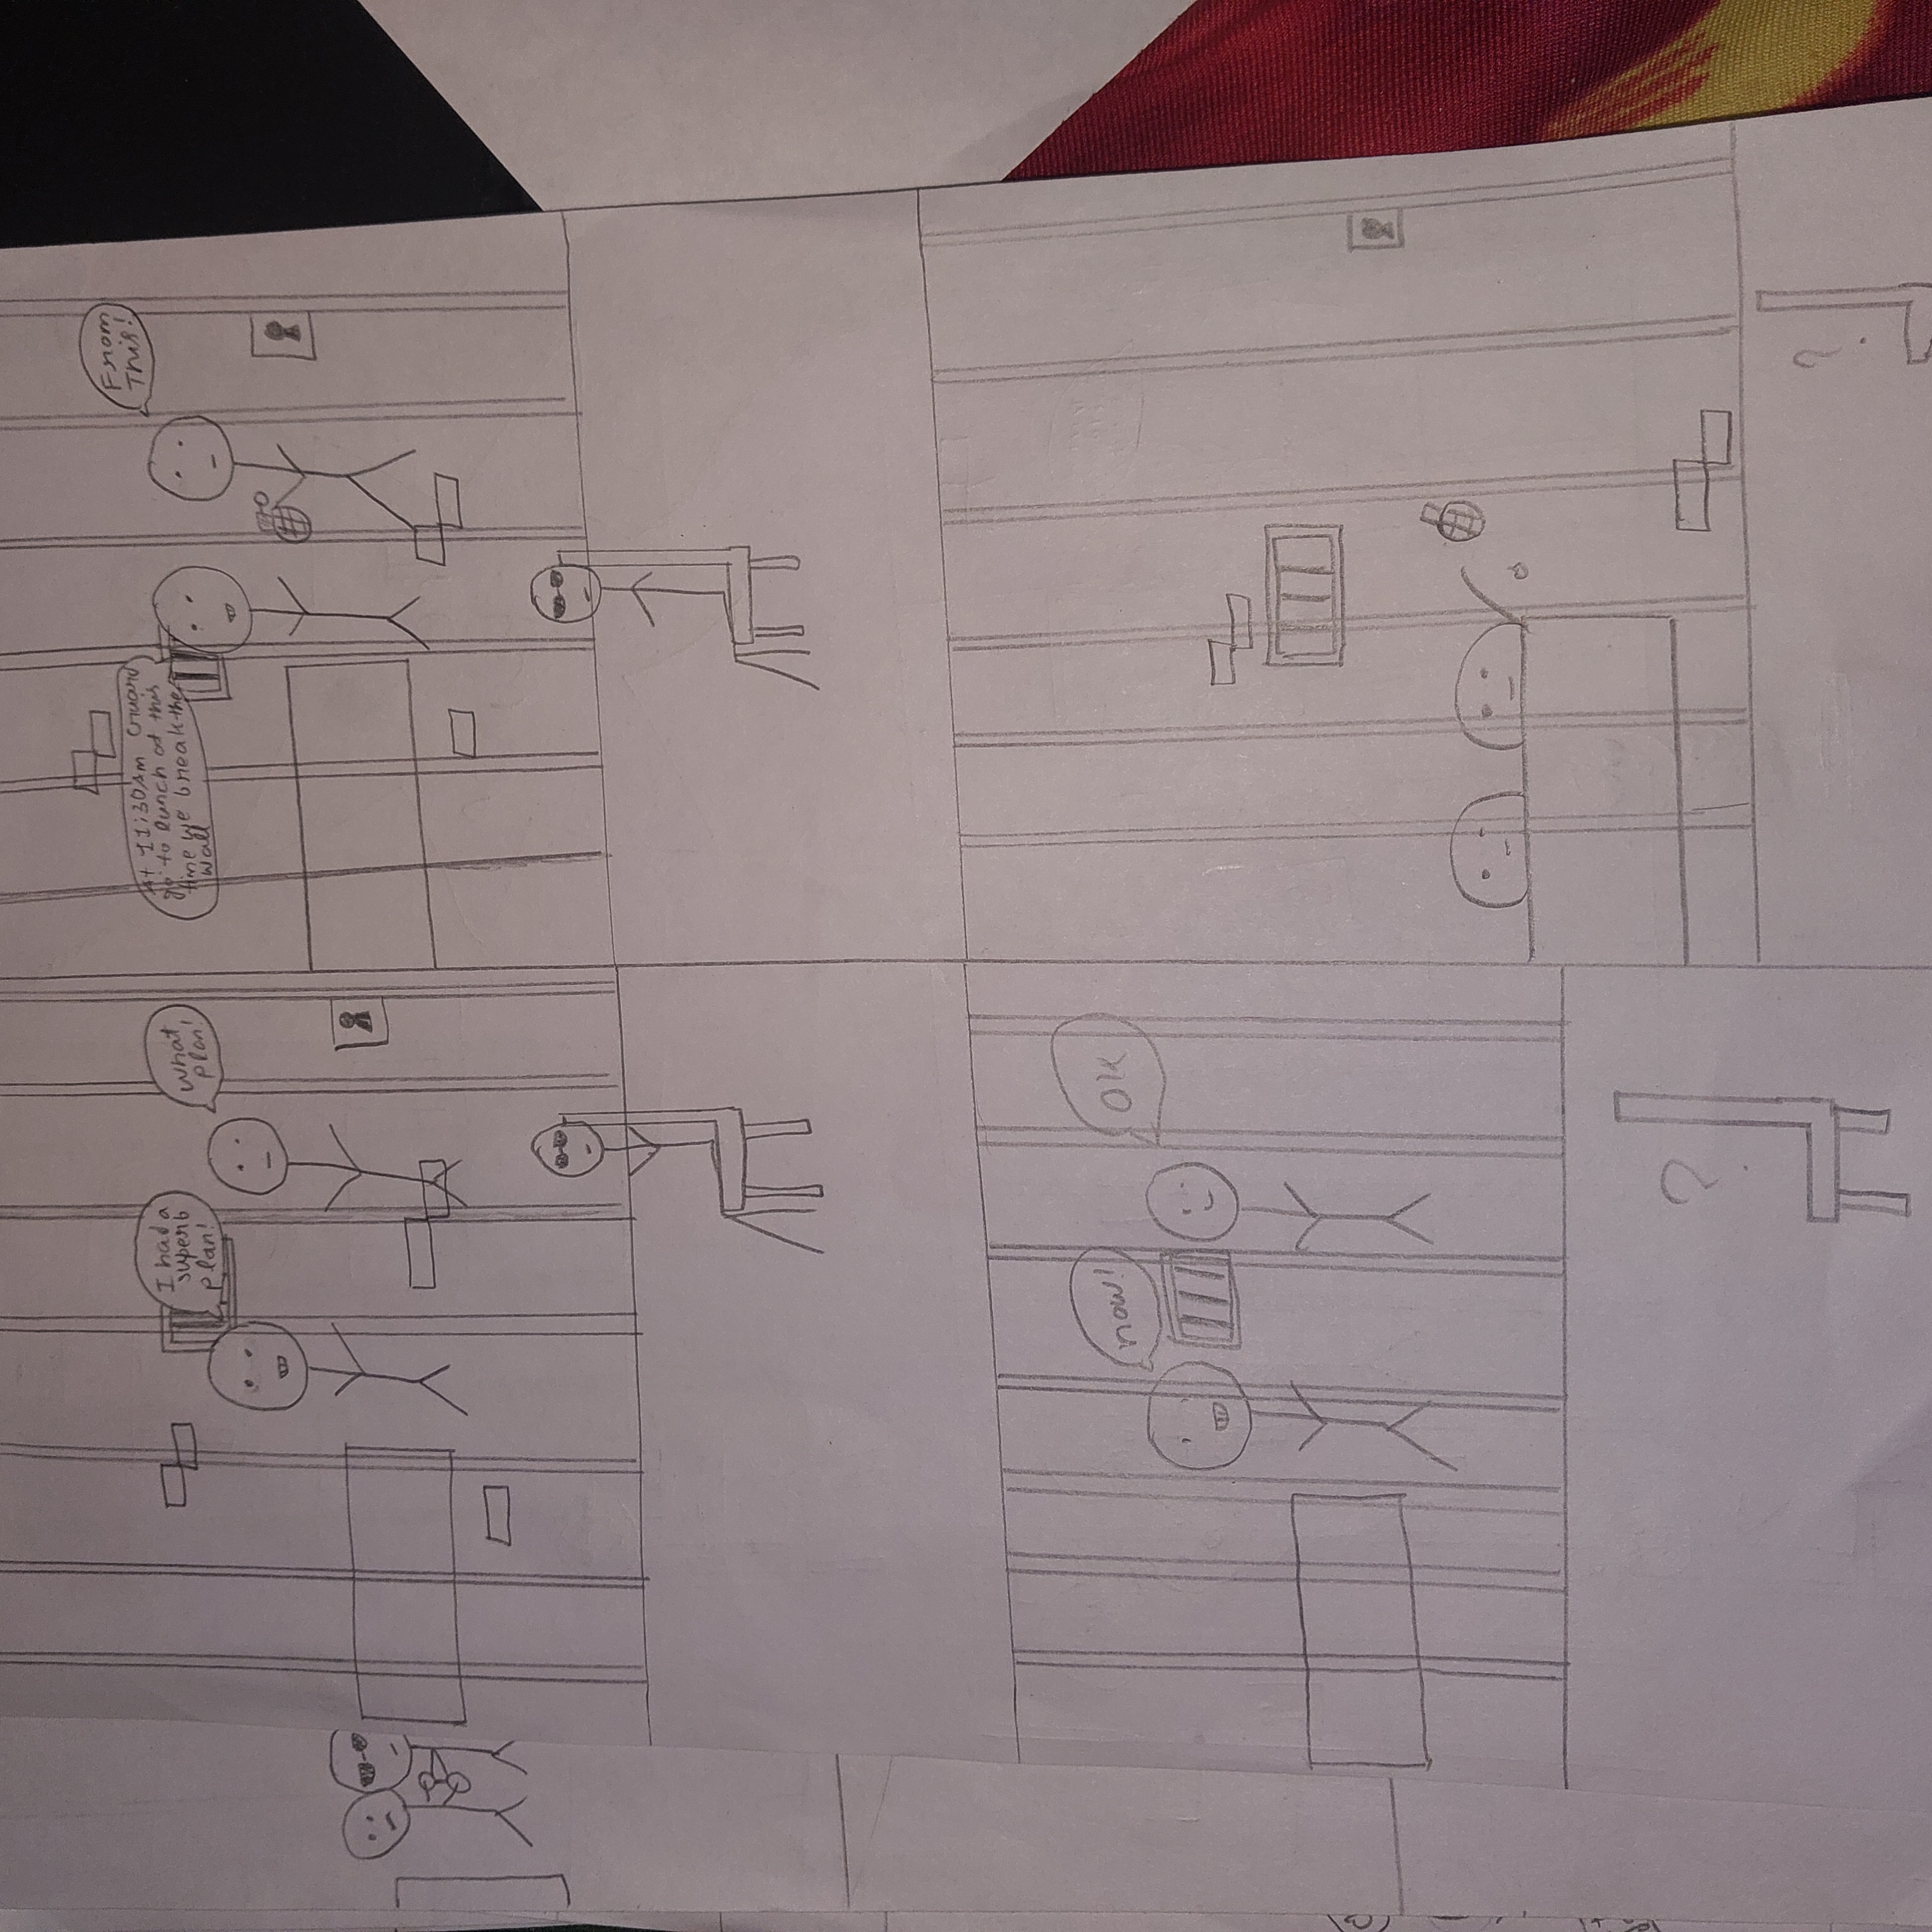 I had a
superb
plan!
What
plan!
At 11:30Am Gruard
go to lunch at this
time we break the
wall
From
This!
now!
OK
?
?